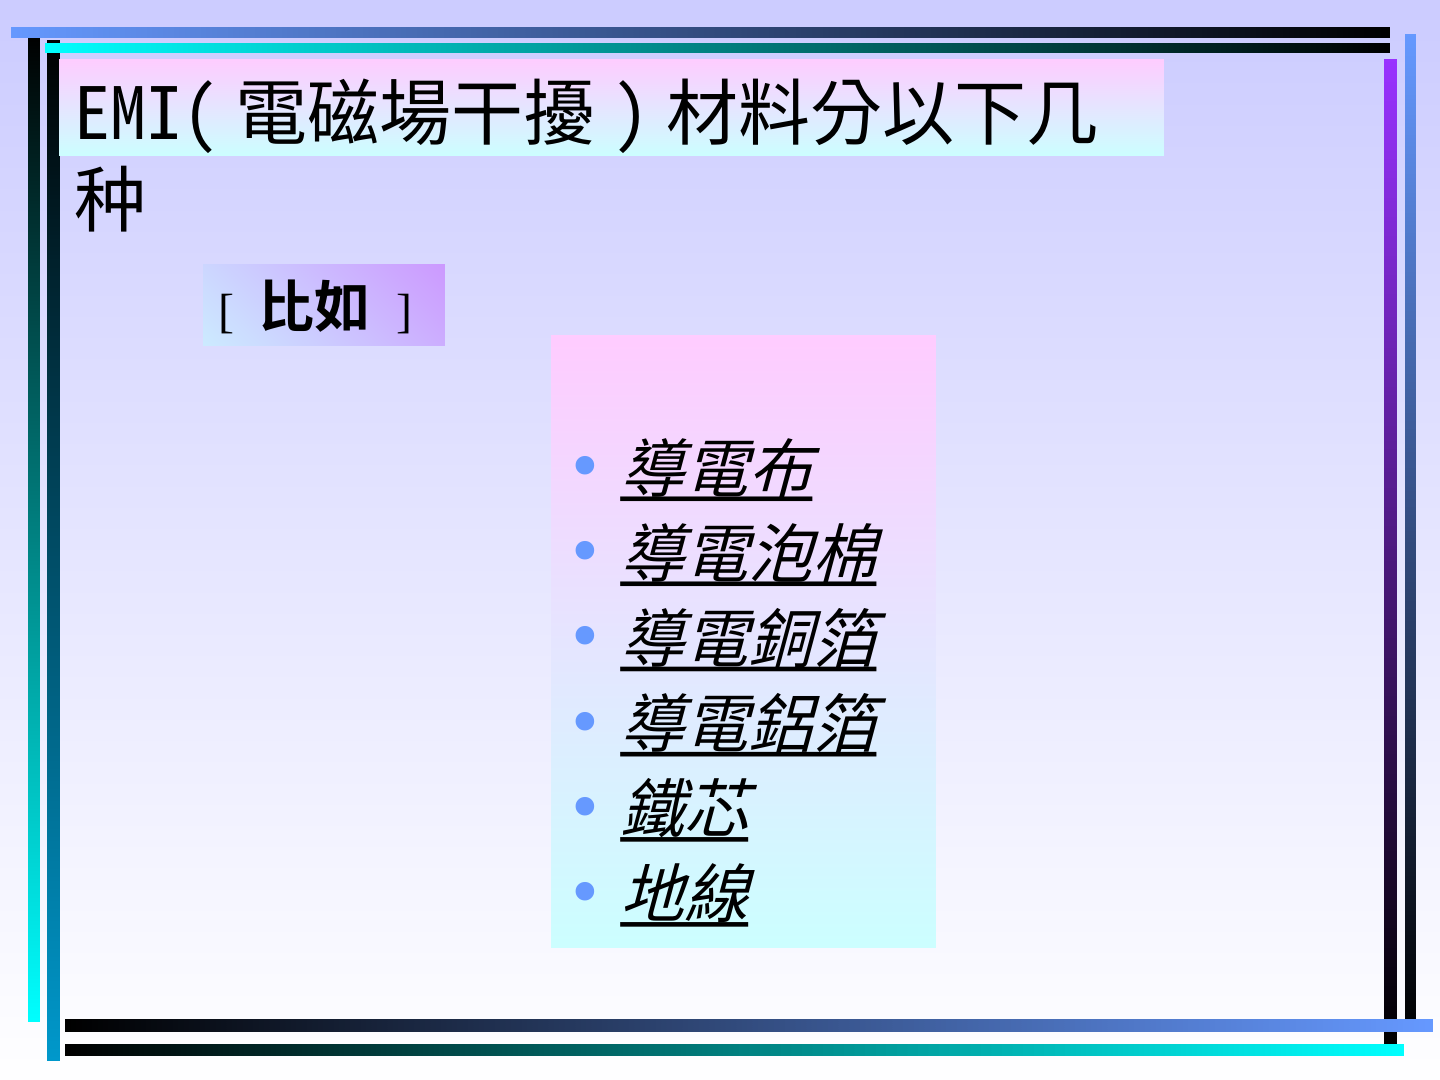 EMI(電磁場干擾)材料分以下几
种
[ 比如 ]
• 導電布
• 導電泡棉
• 導電銅箔
• 導電鋁箔
• 鐵芯
• 地線